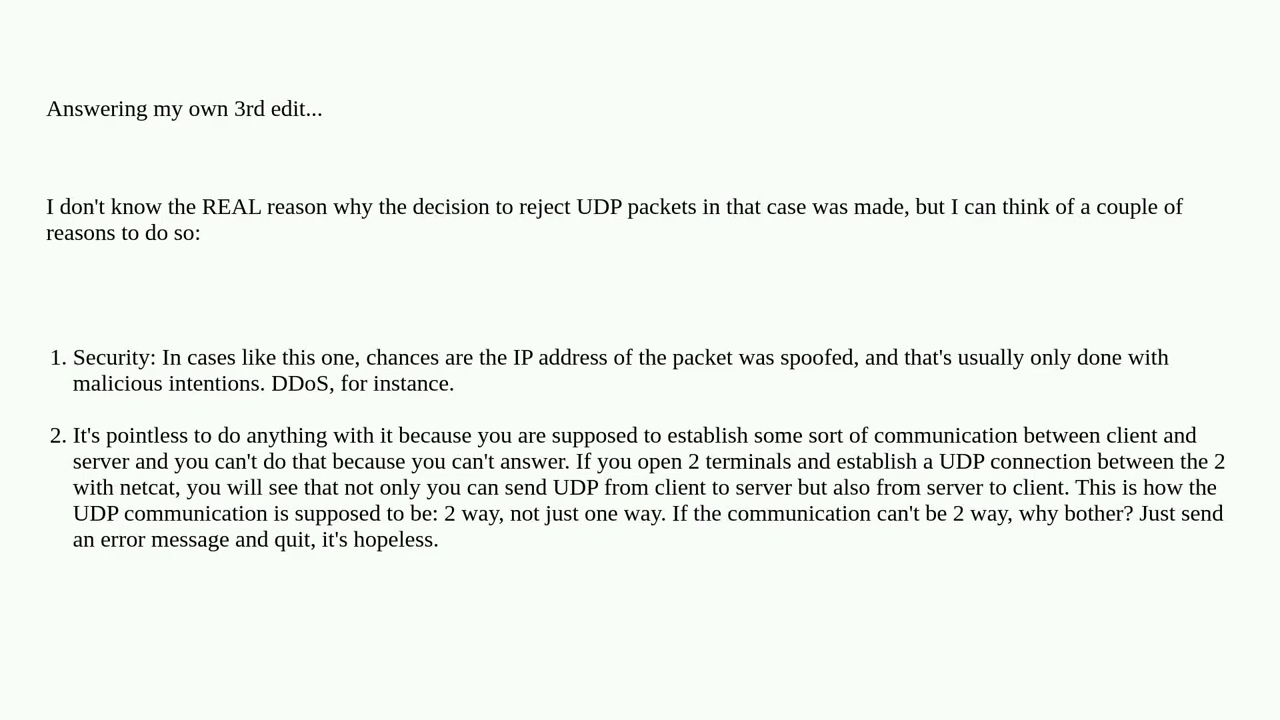 Answering my own 3rd edit...
I don't know the REAL reason why the decision to reject UDP packets in that case was made, but I can think of a couple of
reasons to do so:
1. Security: In cases like this one, chances are the IP address of the packet was spoofed, and that's usually only done with
malicious intentions. DDoS, for instance.
2. It's pointless to do anything with it because you are supposed to establish some sort of communication between client and
server and you can't do that because you can't answer. If you open 2 terminals and establish a UDP connection between the 2
with netcat, you will see that not only you can send UDP from client to server but also from server to client. This is how the
UDP communication is supposed to be: 2 way, not just one way. If the communication can't be 2 way, why bother? Just send
an error message and quit, it's hopeless.